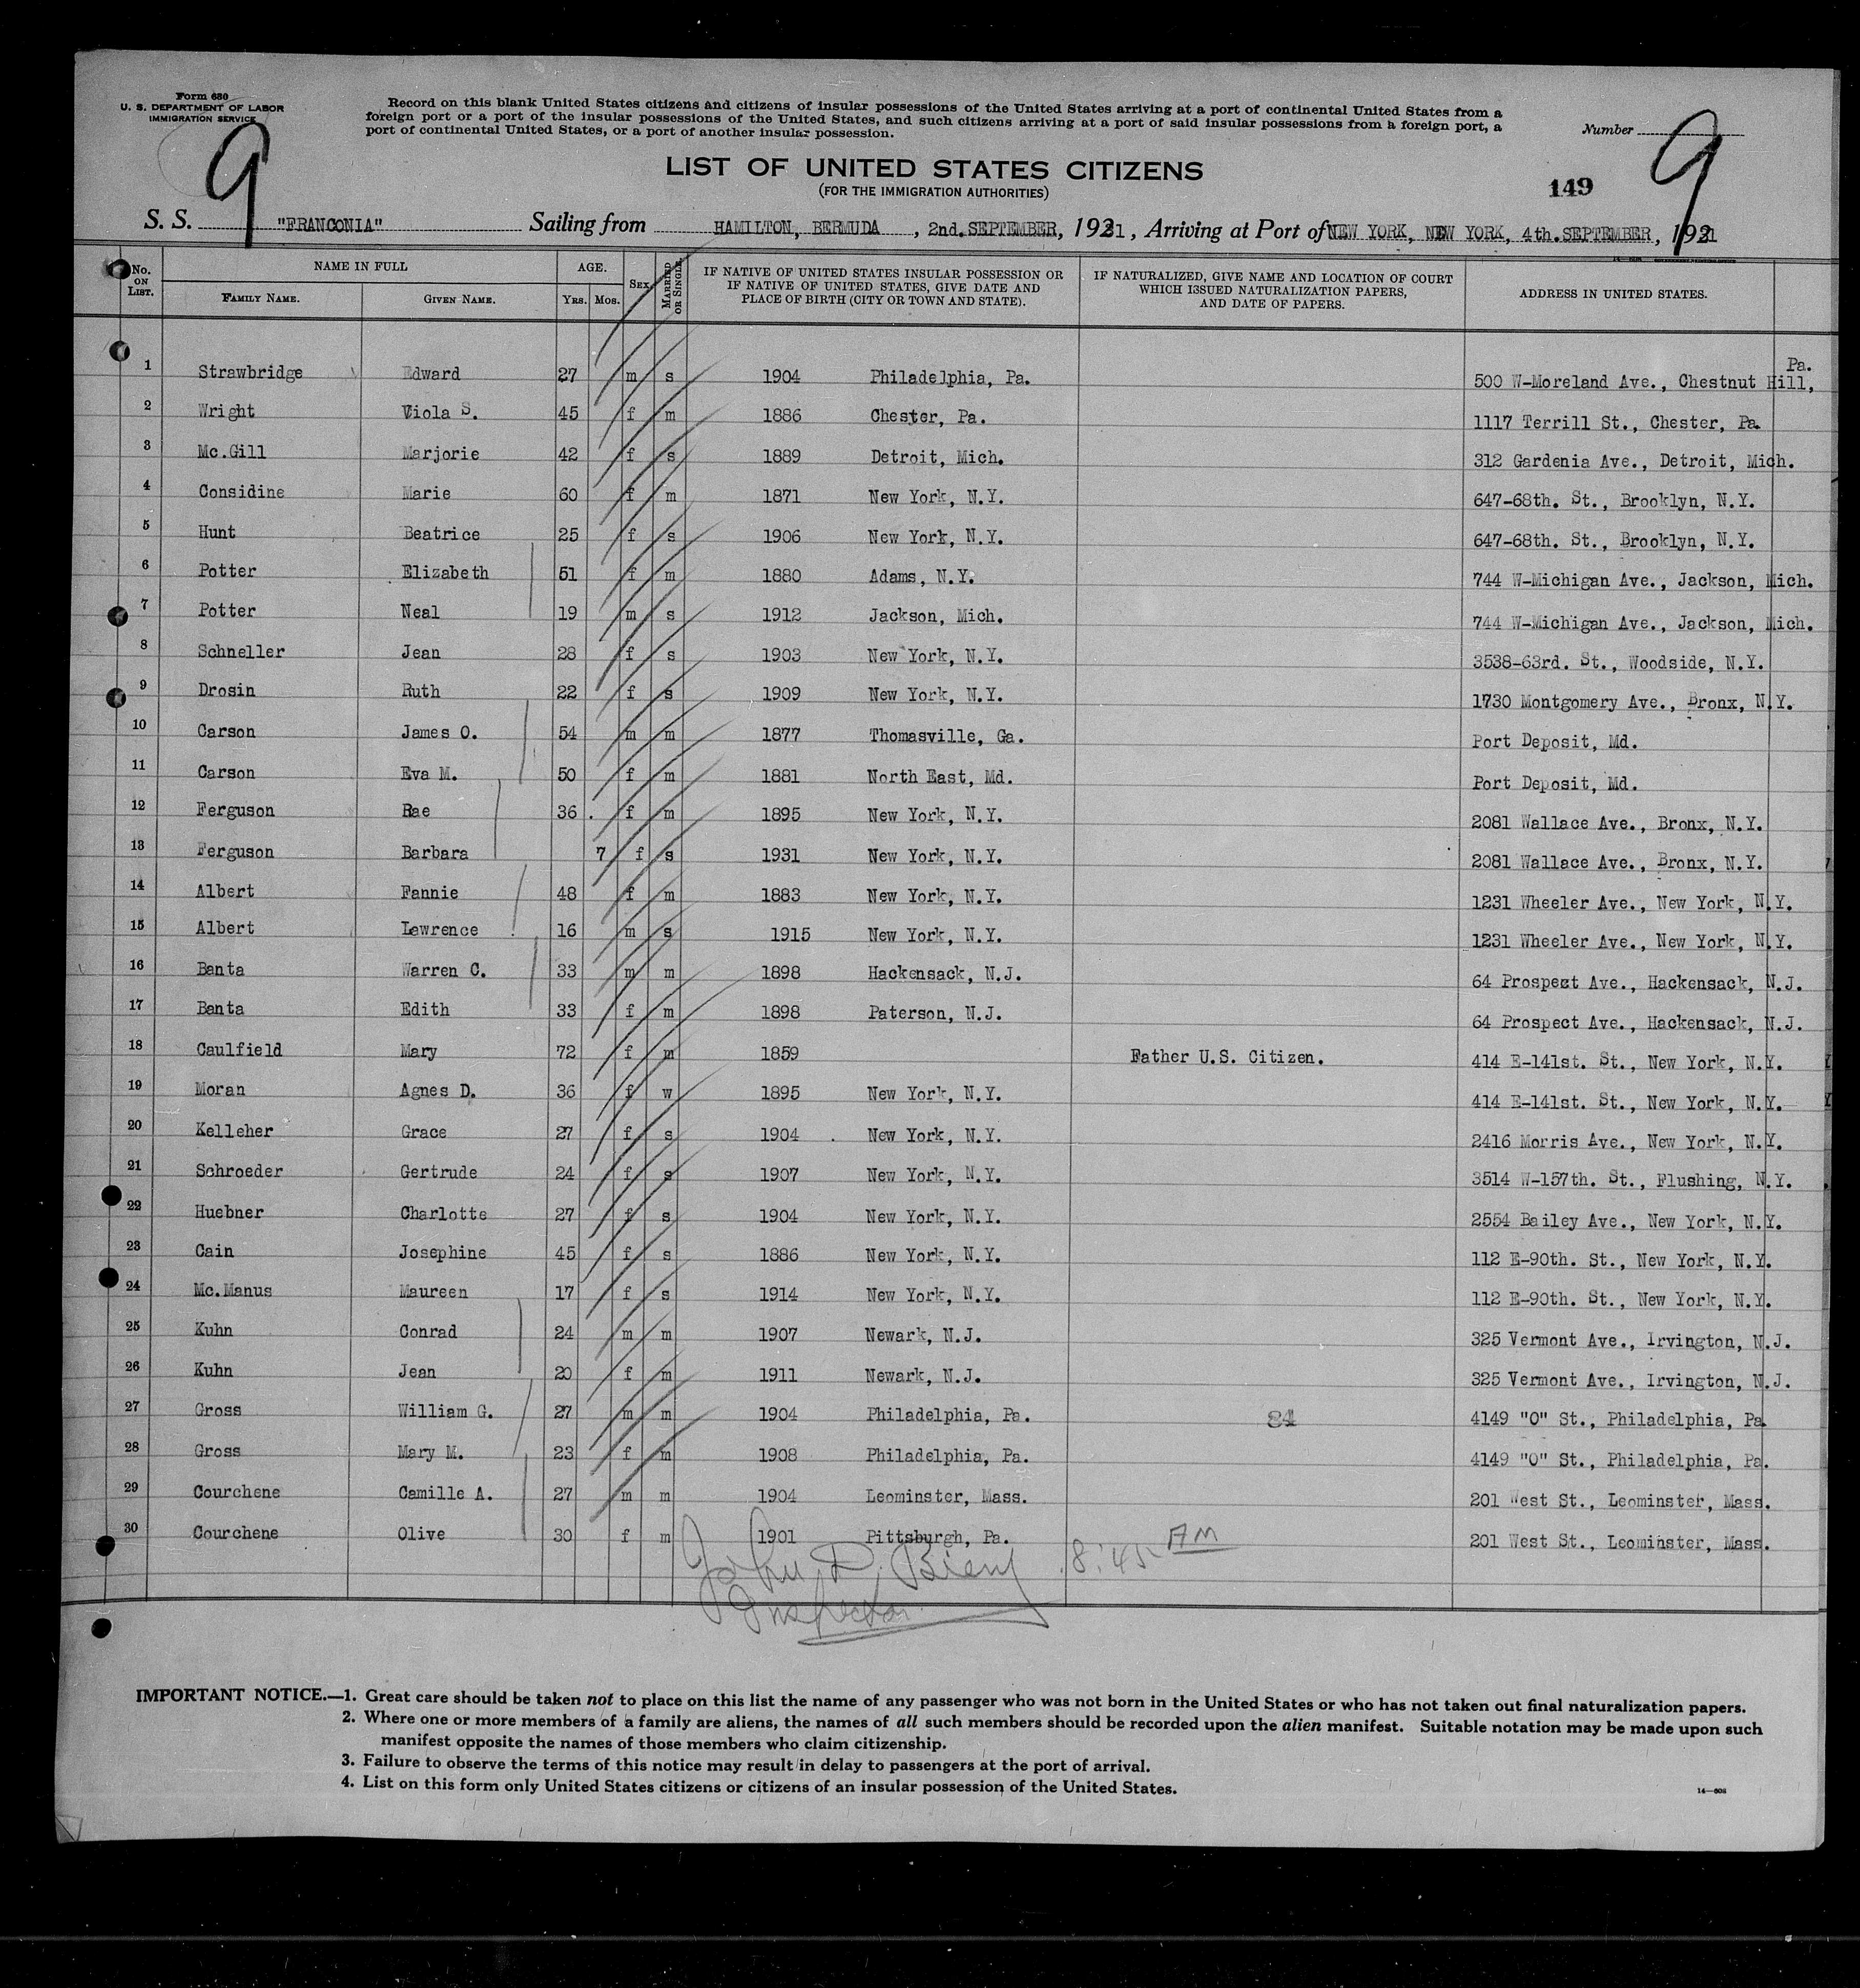 Form 630
U. S. DEPARTMENT OF LABOR
IMMIGRATION SERVICE
Record on this blank United States citizens and citizens of insular possessions of the United States arriving at a port of continental United States from a
foreign port or a port of the insular possessions of the United States, and such citizens arriving at a port of said insular possessions from a foreign port, a
port of continental United States, or a port of another insular possession.
Number
9
9
LIST OF UNITED STATES CITIZENS
(FOR THE IMMIGRATION AUTHORITIES)
149
S. S. "FRANCONIA" Sailing from HAMILTON, BERMUDA, 2nd. SEPTEMBER, 1931, Arriving at Port of NEW YORK, NEW YORK, 4th. SEPTEMBER, 1931
No. ON LIST. NAME IN FULL AGE. SEX MARRIED OR SINGLE. IF NATIVE OF UNITED STATES INSULAR POSSESSION OR IF NATIVE OF UNITED STATES, GIVE DATE AND PLACE OF BIRTH (CITY OR TOWN AND STATE). IF NATURALIZED, GIVE NAME AND LOCATION OF COURT WHICH ISSUED NATURALIZATION PAPERS, AND DATE OF PAPERS. ADDRESS IN UNITED STATES.
FAMILY NAME. GIVEN NAME. YRS. MOS.
1 Strawbridge Edward 27 m s 1904 Philadelphia, Pa. 500 W-Moreland Ave., Chestnut Hill, Pa.
2 Wright Viola S. 45 f m 1886 Chester, Pa. 1117 Terrill St., Chester, Pa.
3 Mc.Gill Marjorie 42 f s 1889 Detroit, Mich. 312 Gardenia Ave., Detroit, Mich.
4 Considine Marie 60 f m 1871 New York, N.Y. 647-68th. St., Brooklyn, N.Y.
5 Hunt Beatrice 25 f s 1906 New York, N.Y. 647-68th. St., Brooklyn, N.Y.
6 Potter Elizabeth 51 f m 1880 Adams, N.Y. 744 W-Michigan Ave., Jackson, Mich.
7 Potter Neal 19 m s 1912 Jackson, Mich. 744 W-Michigan Ave., Jackson, Mich.
8 Schneller Jean 28 f s 1903 New York, N.Y. 3538-63rd. St., Woodside, N.Y.
9 Drosin Ruth 22 f s 1909 New York, N.Y. 1730 Montgomery Ave., Bronx, N.Y.
10 Carson James O. 54 m m 1877 Thomasville, Ga. Port Deposit, Md.
11 Carson Eva M. 50 f m 1881 North East, Md. Port Deposit, Md.
12 Ferguson Rae 36 f m 1895 New York, N.Y. 2081 Wallace Ave., Bronx, N.Y.
13 Ferguson Barbara 7 f s 1931 New York, N.Y. 2081 Wallace Ave., Bronx, N.Y.
14 Albert Fannie 48 f m 1883 New York, N.Y. 1231 Wheeler Ave., New York, N.Y.
15 Albert Lawrence 16 m s 1915 New York, N.Y. 1231 Wheeler Ave., New York, N.Y.
16 Banta Warren C. 33 m m 1898 Hackensack, N.J. 64 Prospect Ave., Hackensack, N.J.
17 Banta Edith 33 f m 1898 Paterson, N.J. 64 Prospect Ave., Hackensack, N.J.
18 Caulfield Mary 72 f m 1859 Father U.S. Citizen. 414 E-141st. St., New York, N.Y.
19 Moran Agnes D. 36 f w 1895 New York, N.Y. 414 E-141st. St., New York, N.Y.
20 Kelleher Grace 27 f s 1904 New York, N.Y. 2416 Morris Ave., New York, N.Y.
21 Schroeder Gertrude 24 f s 1907 New York, N.Y. 3514 W-157th. St., Flushing, N.Y.
22 Huebner Charlotte 27 f s 1904 New York, N.Y. 2554 Bailey Ave., New York, N.Y.
23 Cain Josephine 45 f s 1886 New York, N.Y. 112 E-90th. St., New York, N.Y.
24 Mc.Manus Maureen 17 f s 1914 New York, N.Y. 112 E-90th. St., New York, N.Y.
25 Kuhn Conrad 24 m m 1907 Newark, N.J. 325 Vermont Ave., Irvington, N.J.
26 Kuhn Jean 20 f m 1911 Newark, N.J. 325 Vermont Ave., Irvington, N.J.
27 Gross William G. 27 m m 1904 Philadelphia, Pa. 84 4149 "O" St., Philadelphia, Pa.
28 Gross Mary M. 23 f m 1908 Philadelphia, Pa. 4149 "O" St., Philadelphia, Pa.
29 Courchene Camille A. 27 m m 1904 Leominster, Mass. 201 West St., Leominster, Mass.
30 Courchene Olive 30 f m 1901 Pittsburgh, Pa. 201 West St., Leominster, Mass.
John D. 8:45 AM
Inspector
IMPORTANT NOTICE.—1. Great care should be taken not to place on this list the name of any passenger who was not born in the United States or who has not taken out final naturalization papers.
2. Where one or more members of a family are aliens, the names of all such members should be recorded upon the alien manifest. Suitable notation may be made upon such
manifest opposite the names of those members who claim citizenship.
3. Failure to observe the terms of this notice may result in delay to passengers at the port of arrival.
4. List on this form only United States citizens or citizens of an insular possession of the United States.
14—608